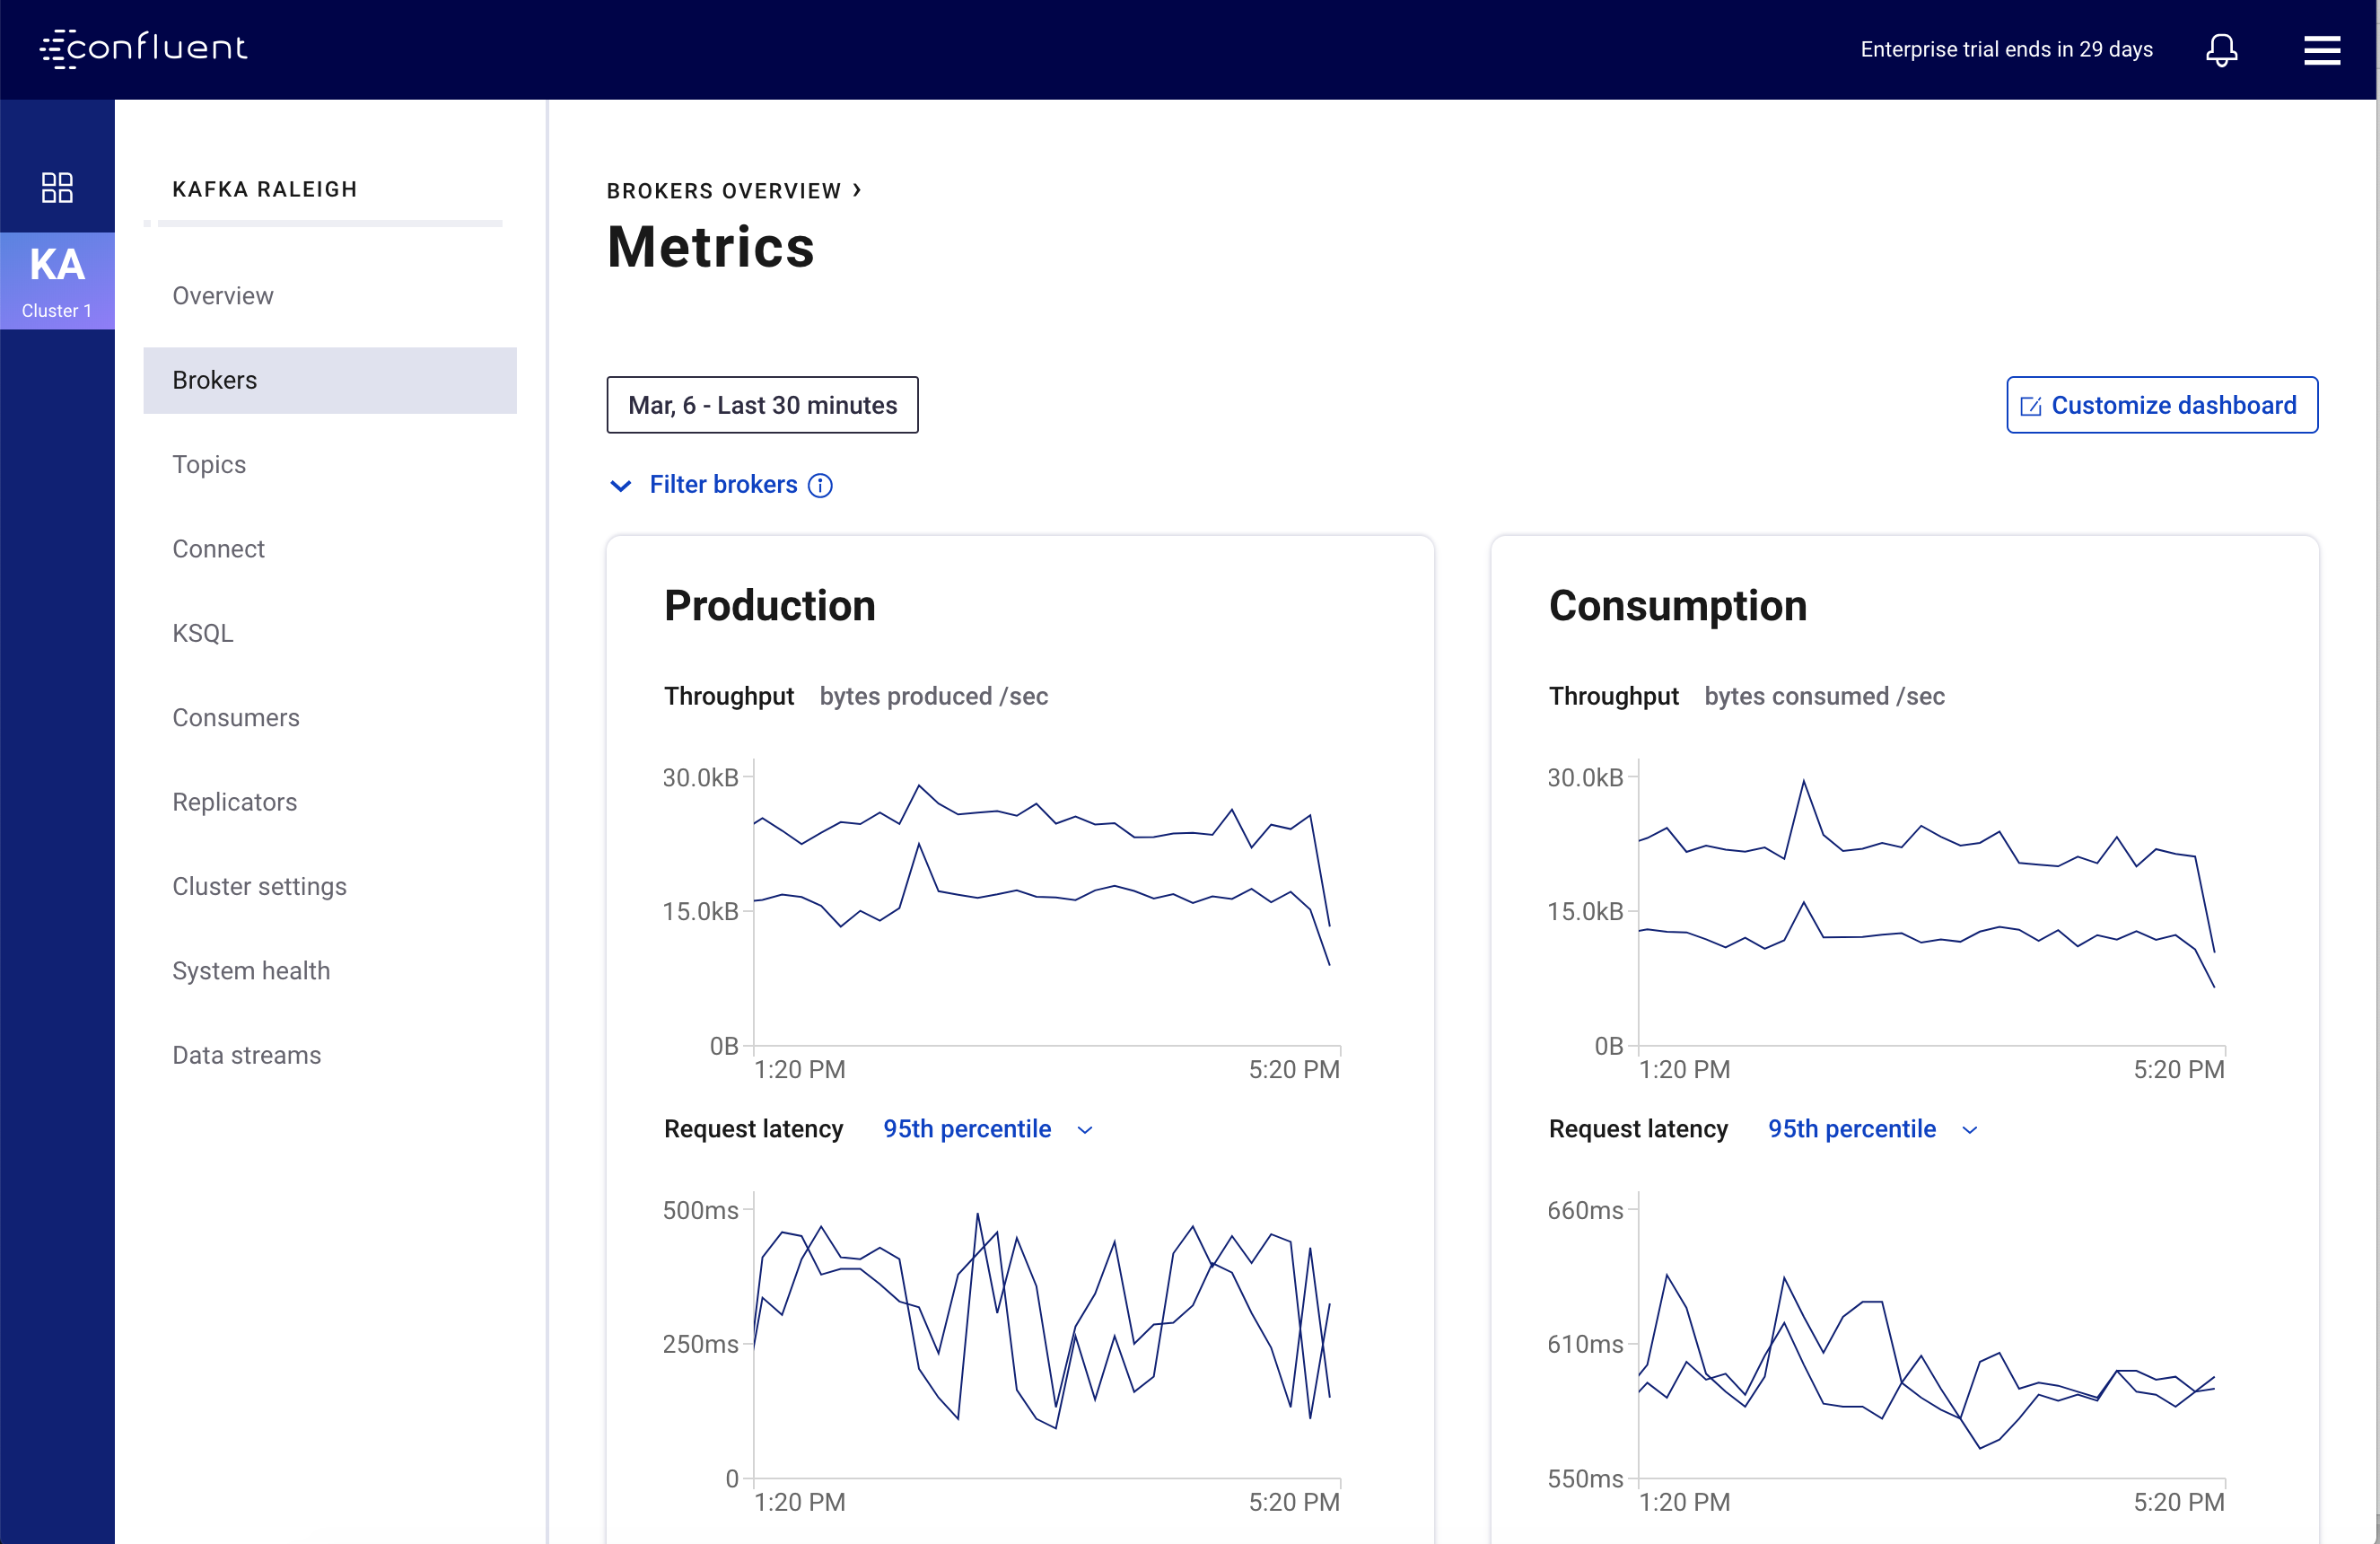 confluent
Enterprise trial ends in 29 days
KA
Cluster 1
KAFKA RALEIGH
Overview
Brokers
Topics
Connect
KSQL
Consumers
Replicators
Cluster settings
System health
Data streams
BROKERS OVERVIEW ›
Metrics
Mar, 6 - Last 30 minutes
Customize dashboard
Filter brokers
Production
Throughput bytes produced /sec
30.0kB
15.0kB
0B
1:20 PM 5:20 PM
Request latency 95th percentile
500ms
250ms
0
1:20 PM 5:20 PM
Consumption
Throughput bytes consumed /sec
30.0kB
15.0kB
0B
1:20 PM 5:20 PM
Request latency 95th percentile
660ms
610ms
550ms
1:20 PM 5:20 PM